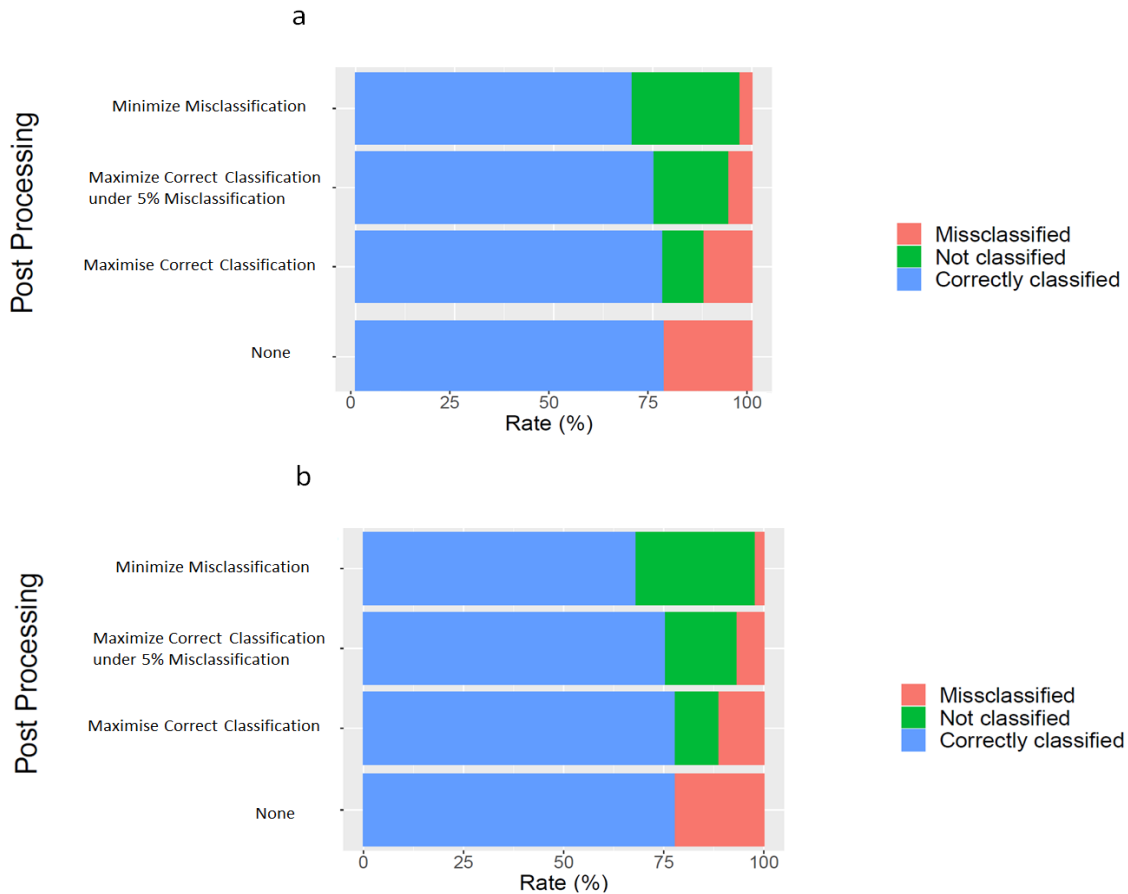 a
Post Processing
Minimize Misclassification
Maximize Correct Classification
under 5% Misclassification
Maximise Correct Classification
None
0 25 50 75 100
Rate (%)
Missclassified
Not classified
Correctly classified
b
Post Processing
Minimize Misclassification
Maximize Correct Classification
under 5% Misclassification
Maximise Correct Classification
None
0 25 50 75 100
Rate (%)
Missclassified
Not classified
Correctly classified